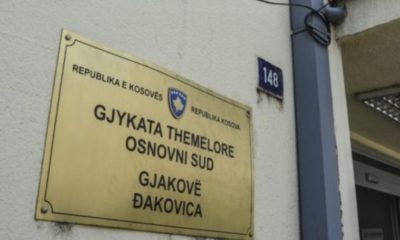 REPUBLIKA E KOSOVËS
REPUBLIKA KOSOVA
GJYKATA THEMELORE
OSNOVNI SUD
GJAKOVË
ĐAKOVICA
148